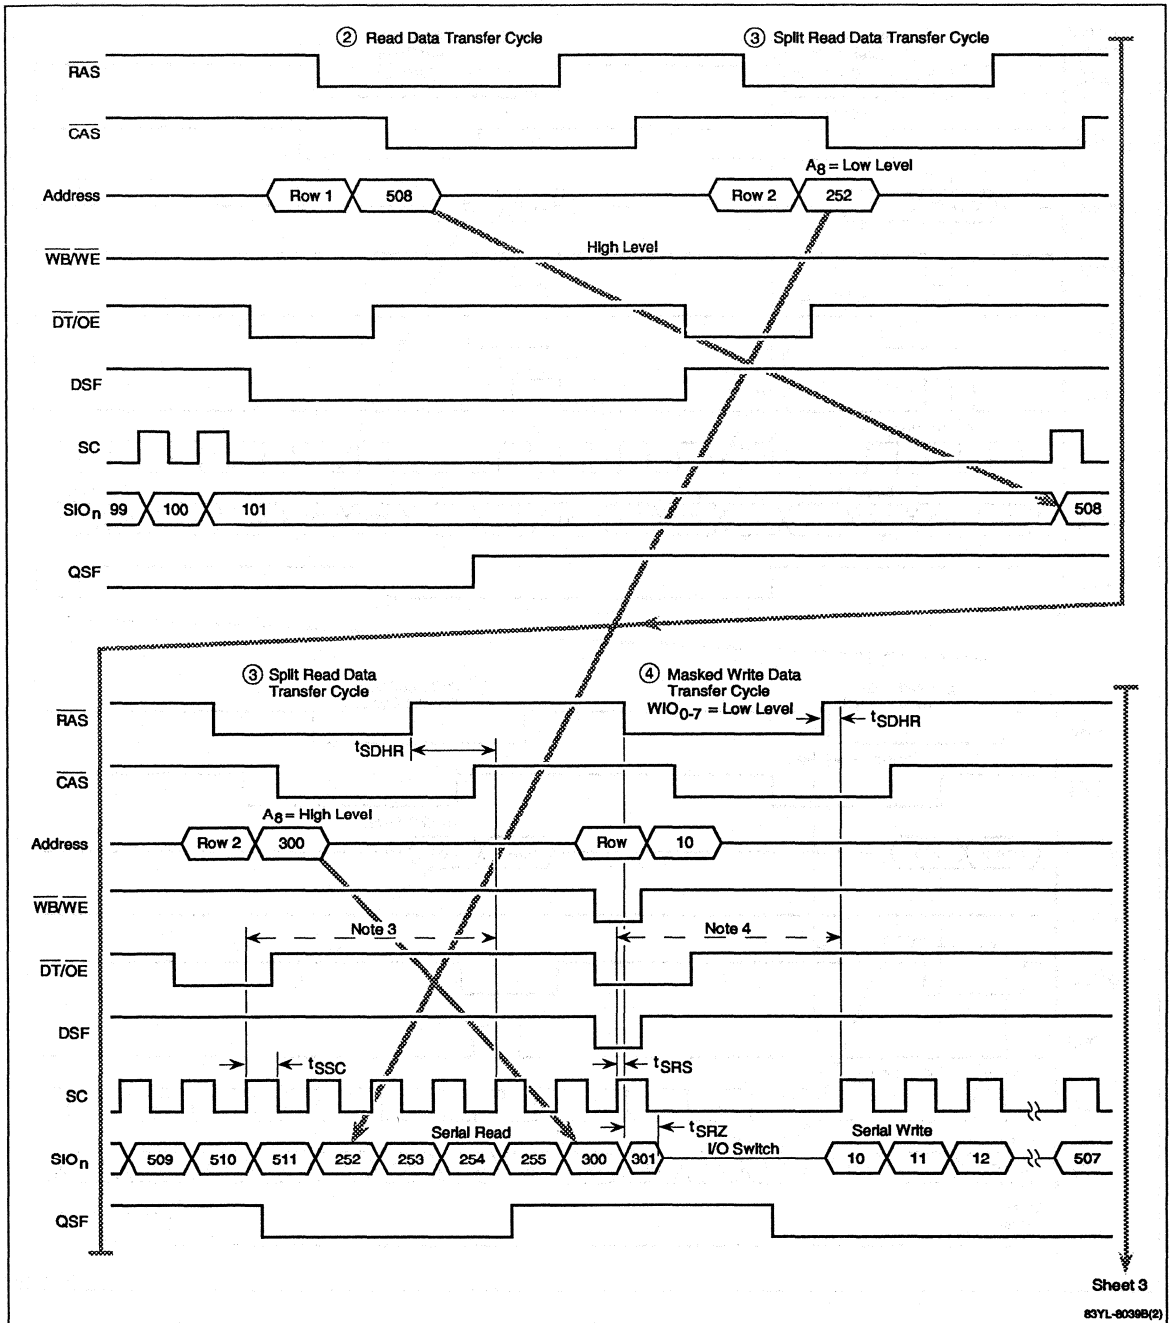 ② Read Data Transfer Cycle
③ Split Read Data Transfer Cycle
RAS
CAS
A8 = Low Level
Address
Row 1
508
Row 2
252
WB/WE
High Level
DT/OE
DSF
SC
SIOn
99
100
101
508
QSF
③ Split Read Data
Transfer Cycle
④ Masked Write Data
Transfer Cycle
WIO0-7 = Low Level
RAS
tSDHR
tSDHR
CAS
A8 = High Level
Address
Row 2
300
Row
10
WB/WE
Note 3
Note 4
DT/OE
DSF
tSSC
tSRS
SC
tSRZ
Serial Read
I/O Switch
Serial Write
SIOn
509
510
511
252
253
254
255
300
301
10
11
12
507
QSF
Sheet 3
83YL-8039B(2)